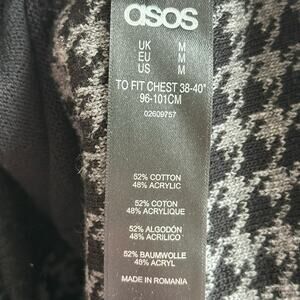 asos
UK M
EU M
US M
TO FIT CHEST 38-40"
96-101CM
02609757
52% COTTON
48% ACRYLIC
52% COTON
48% ACRYLIQUE
52% ALGODÓN
48% ACRILICO
52% BAUMWOLLE
48% ACRYL
MADE IN ROMANIA